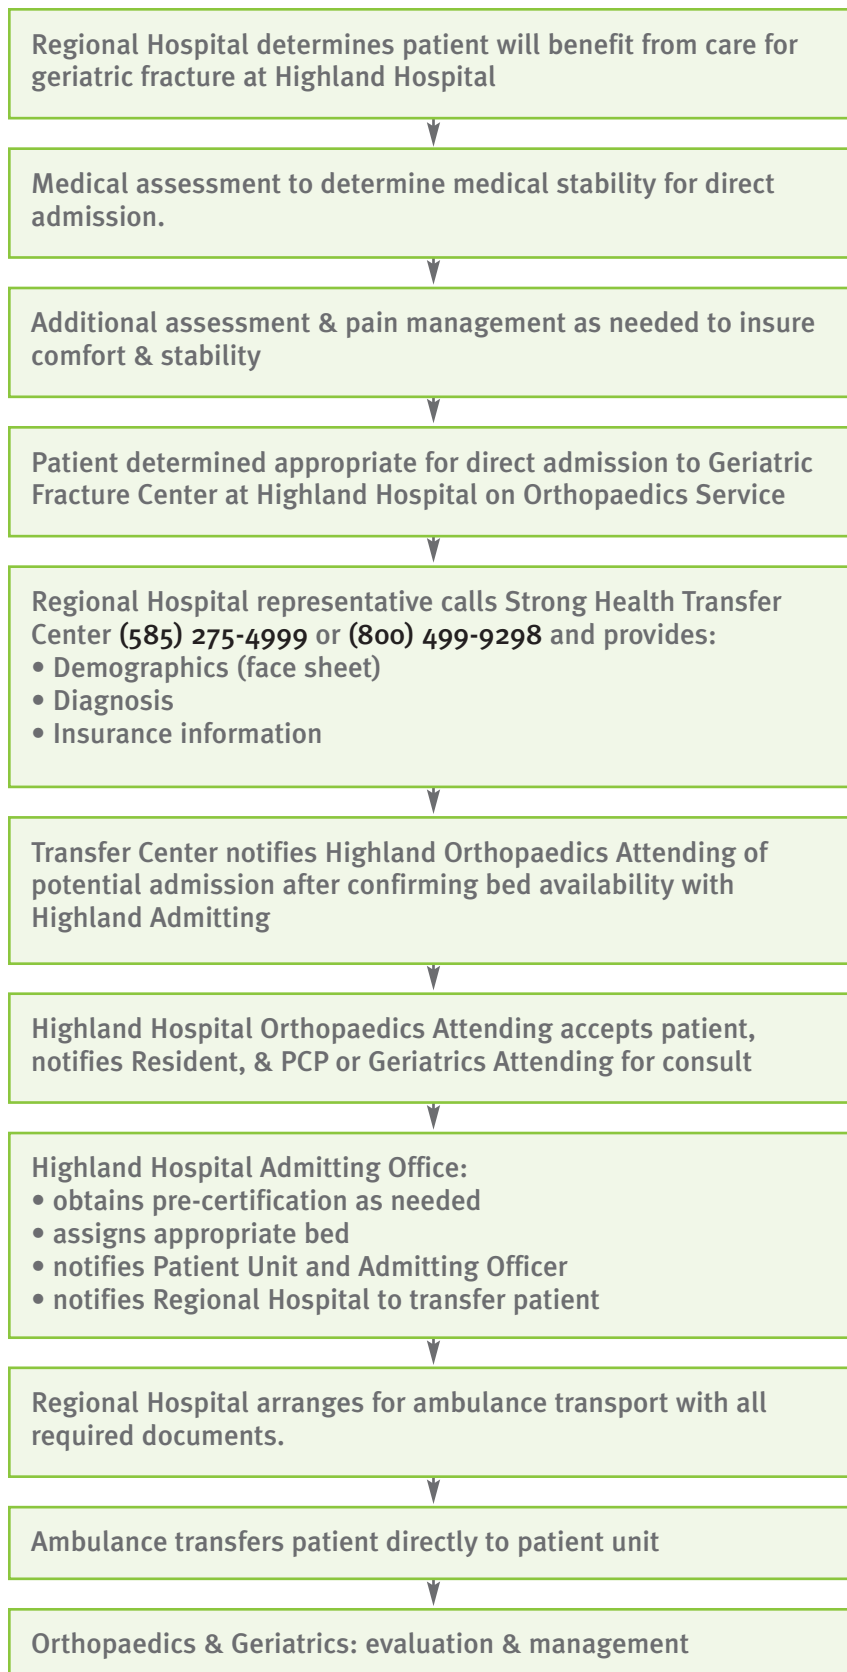 Regional Hospital determines patient will benefit from care for
geriatric fracture at Highland Hospital
Medical assessment to determine medical stability for direct
admission.
Additional assessment & pain management as needed to insure
comfort & stability
Patient determined appropriate for direct admission to Geriatric
Fracture Center at Highland Hospital on Orthopaedics Service
Regional Hospital representative calls Strong Health Transfer
Center (585) 275-4999 or (800) 499-9298 and provides:
• Demographics (face sheet)
• Diagnosis
• Insurance information
Transfer Center notifies Highland Orthopaedics Attending of
potential admission after confirming bed availability with
Highland Admitting
Highland Hospital Orthopaedics Attending accepts patient,
notifies Resident, & PCP or Geriatrics Attending for consult
Highland Hospital Admitting Office:
• obtains pre-certification as needed
• assigns appropriate bed
• notifies Patient Unit and Admitting Officer
• notifies Regional Hospital to transfer patient
Regional Hospital arranges for ambulance transport with all
required documents.
Ambulance transfers patient directly to patient unit
Orthopaedics & Geriatrics: evaluation & management